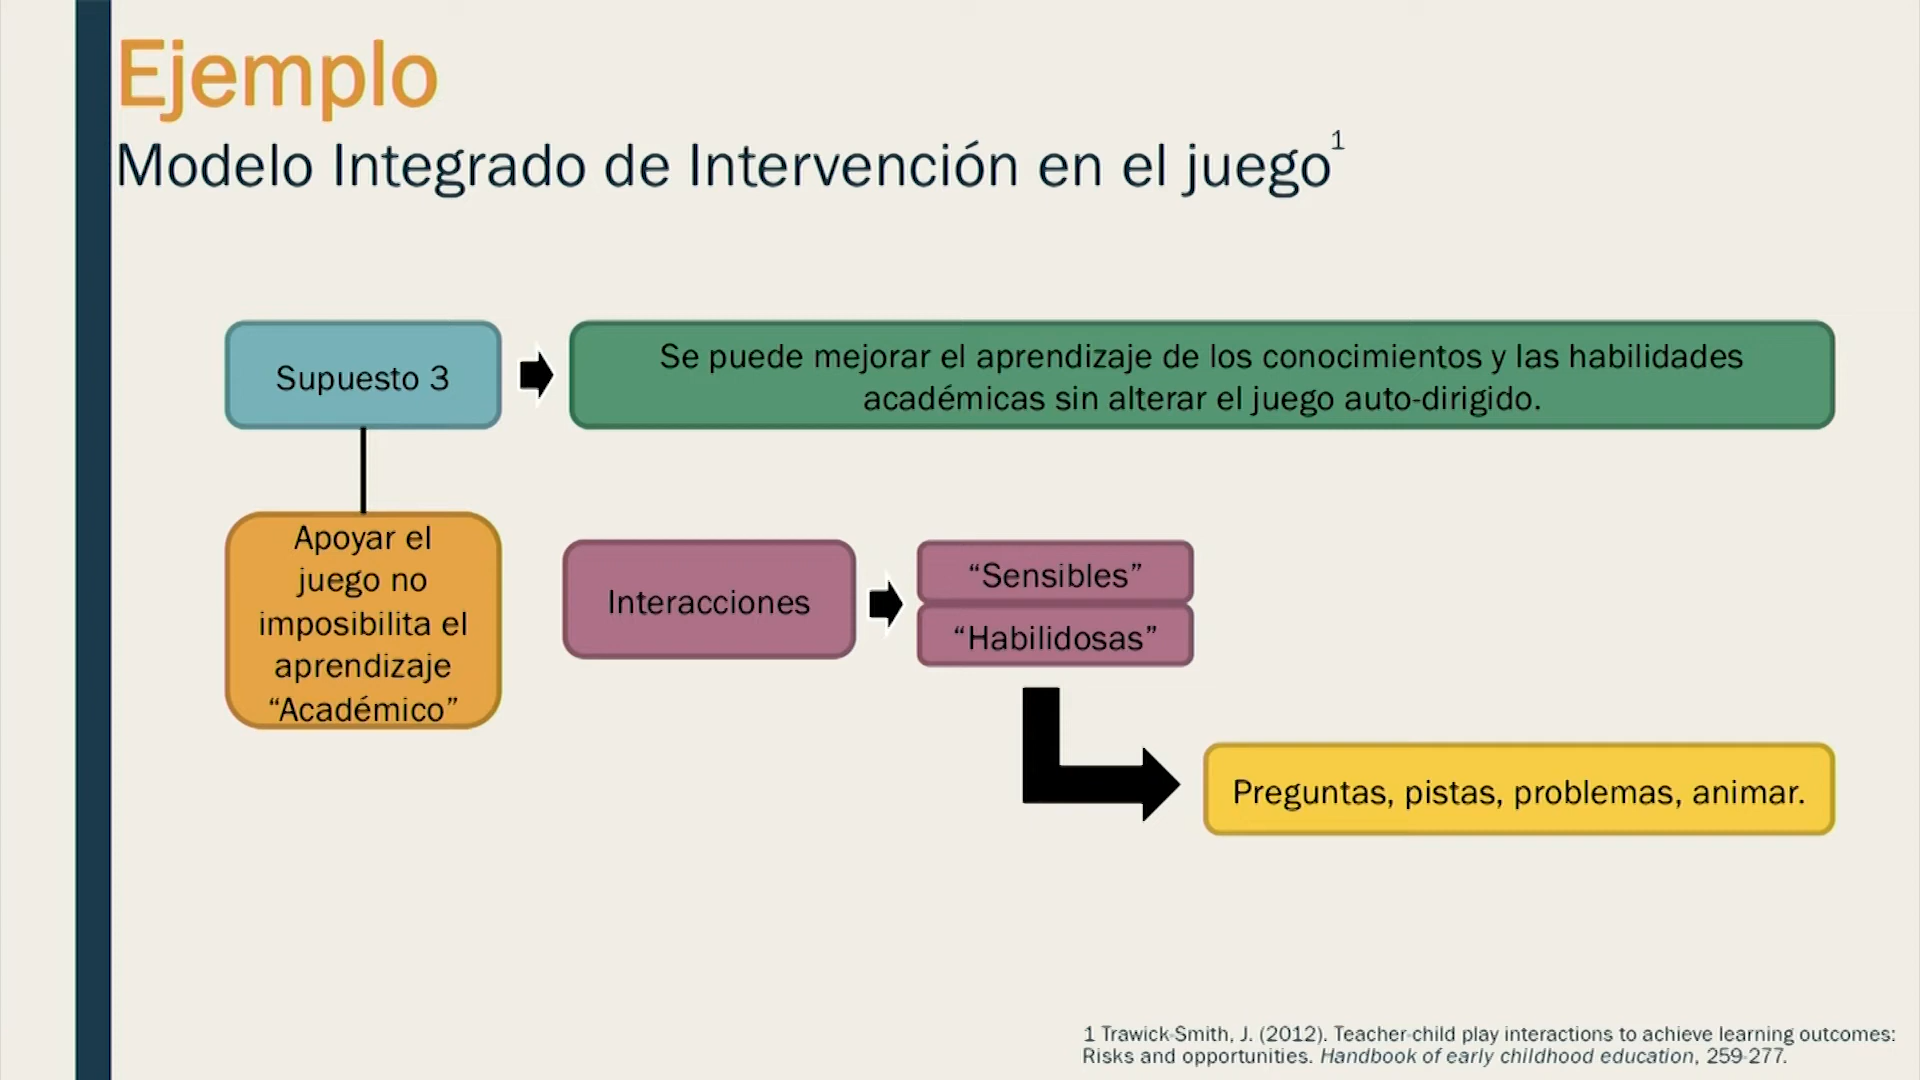 Ejemplo
Modelo Integrado de Intervención en el juego1
Supuesto 3
Se puede mejorar el aprendizaje de los conocimientos y las habilidades
académicas sin alterar el juego auto-dirigido.
Apoyar el
juego no
imposibilita el
aprendizaje
“Académico”
Interacciones
“Sensibles”
“Habilidosas”
Preguntas, pistas, problemas, animar.
1 Trawick-Smith, J. (2012). Teacher-child play interactions to achieve learning outcomes:
Risks and opportunities. Handbook of early childhood education, 259-277.